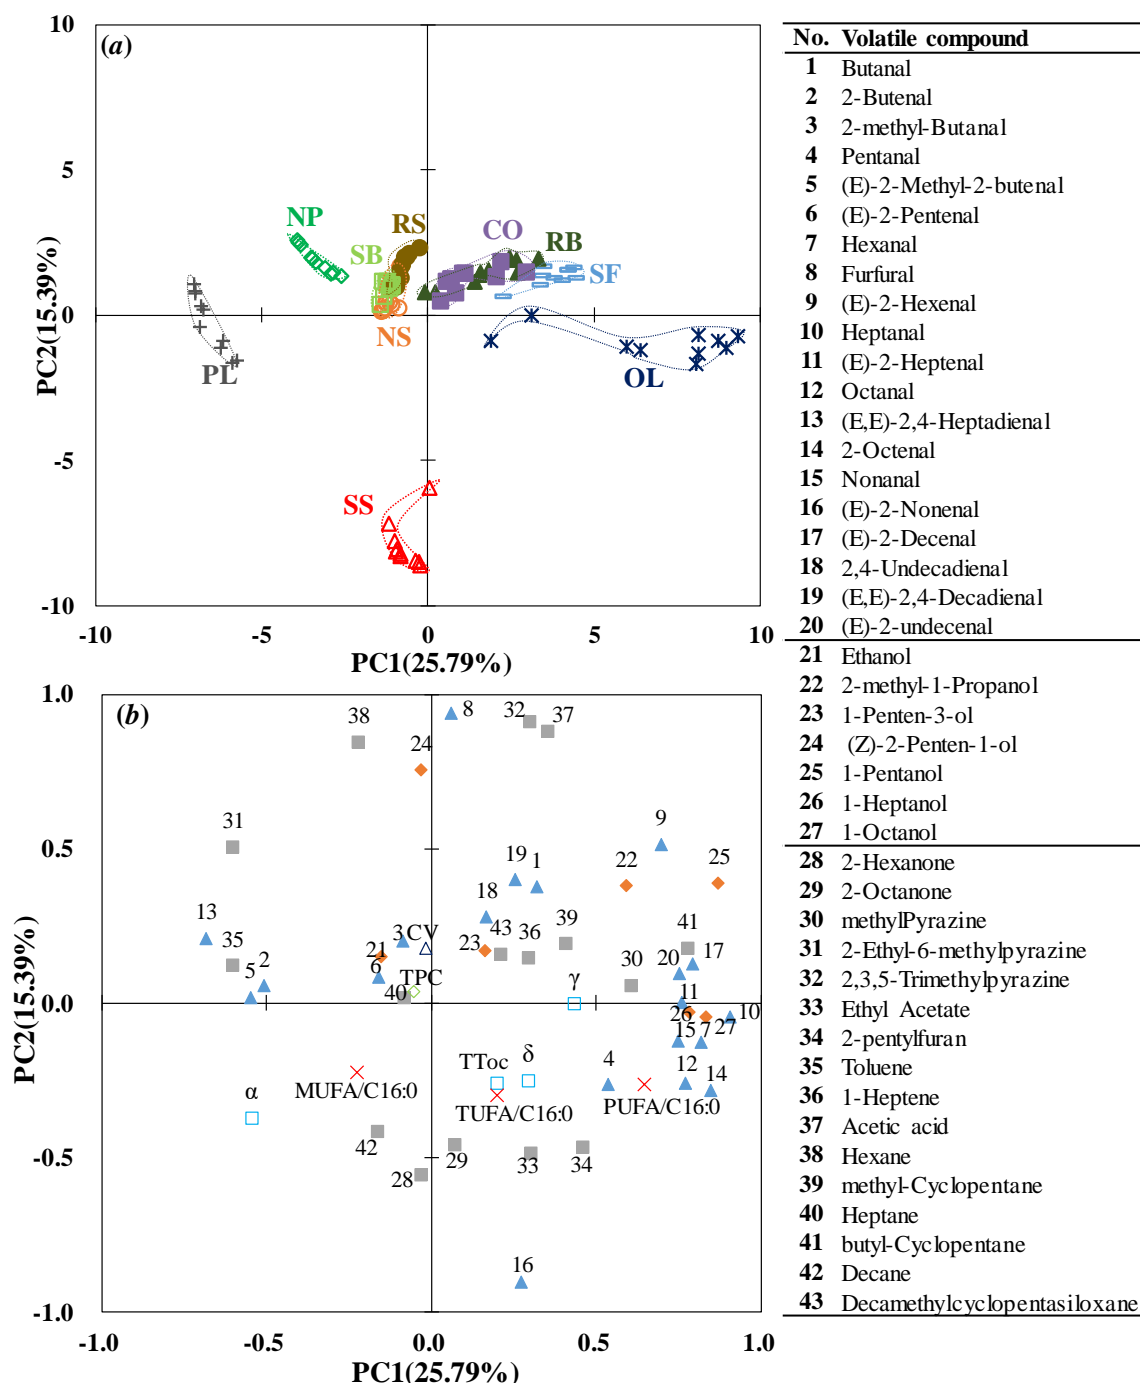 (a)
10
5
0.0
-5
-10
-10
-5
0
5
10
PC2(15.39%)
PC1(25.79%)
NP
RS
SB
NS
CO
RB
SF
PL
OL
SS
(b)
1.0
0.5
0.0
-0.5
-1.0
-1.0
-0.5
0.0
0.5
1.0
PC2(15.39%)
PC1(25.79%)
38
24
8
32
37
31
9
19
1
22
25
13
18
39
35
3
CV
23
43
36
41
5
2
21
6
TPC
30
20
17
40
γ
11
26
27
10
15
7
TToc
δ
4
12
14
MUFA/C16:0
TUFA/C16:0
PUFA/C16:0
α
42
28
29
33
34
16
No. Volatile compound
1 Butanal
2 2-Butenal
3 2-methyl-Butanal
4 Pentanal
5 (E)-2-Methyl-2-butenal
6 (E)-2-Pentenal
7 Hexanal
8 Furfural
9 (E)-2-Hexenal
10 Heptanal
11 (E)-2-Heptenal
12 Octanal
13 (E,E)-2,4-Heptadienal
14 2-Octenal
15 Nonanal
16 (E)-2-Nonenal
17 (E)-2-Decenal
18 2,4-Undecadienal
19 (E,E)-2,4-Decadienal
20 (E)-2-undecenal
21 Ethanol
22 2-methyl-1-Propanol
23 1-Penten-3-ol
24 (Z)-2-Penten-1-ol
25 1-Pentanol
26 1-Heptanol
27 1-Octanol
28 2-Hexanone
29 2-Octanone
30 methylPyrazine
31 2-Ethyl-6-methylpyrazine
32 2,3,5-Trimethylpyrazine
33 Ethyl Acetate
34 2-pentylfuran
35 Toluene
36 1-Heptene
37 Acetic acid
38 Hexane
39 methyl-Cyclopentane
40 Heptane
41 butyl-Cyclopentane
42 Decane
43 Decamethylcyclopentasiloxane